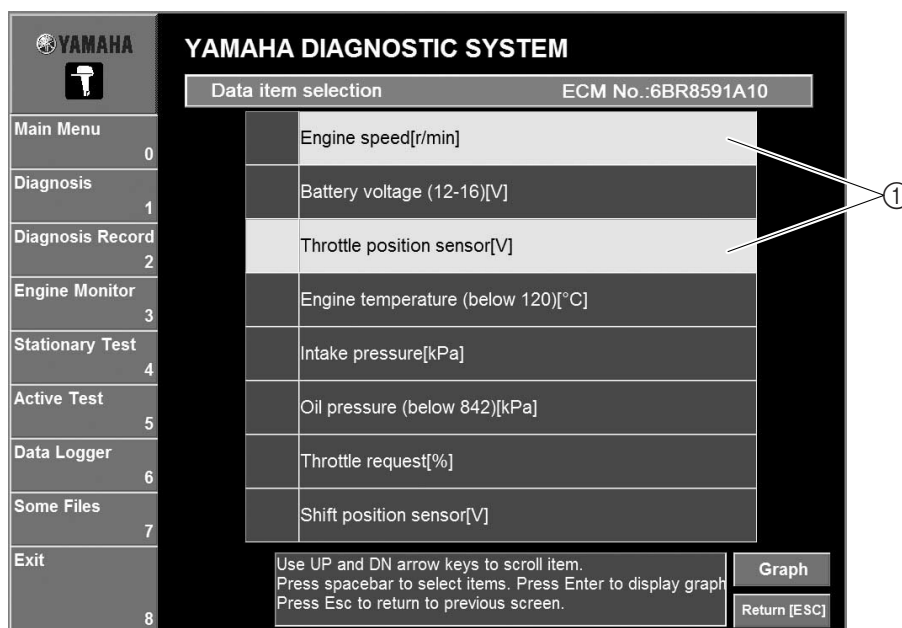 YAMAHA
YAMAHA DIAGNOSTIC SYSTEM
Data item selection ECM No.:6BR8591A10
Main Menu
0
Diagnosis
1
Diagnosis Record
2
Engine Monitor
3
Stationary Test
4
Active Test
5
Data Logger
6
Some Files
7
Exit
8
Engine speed[r/min]
Battery voltage (12-16)[V]
Throttle position sensor[V]
Engine temperature (below 120)[°C]
Intake pressure[kPa]
Oil pressure (below 842)[kPa]
Throttle request[%]
Shift position sensor[V]
①
Use UP and DN arrow keys to scroll item.
Press spacebar to select items. Press Enter to display graph
Press Esc to return to previous screen.
Graph
Return [ESC]